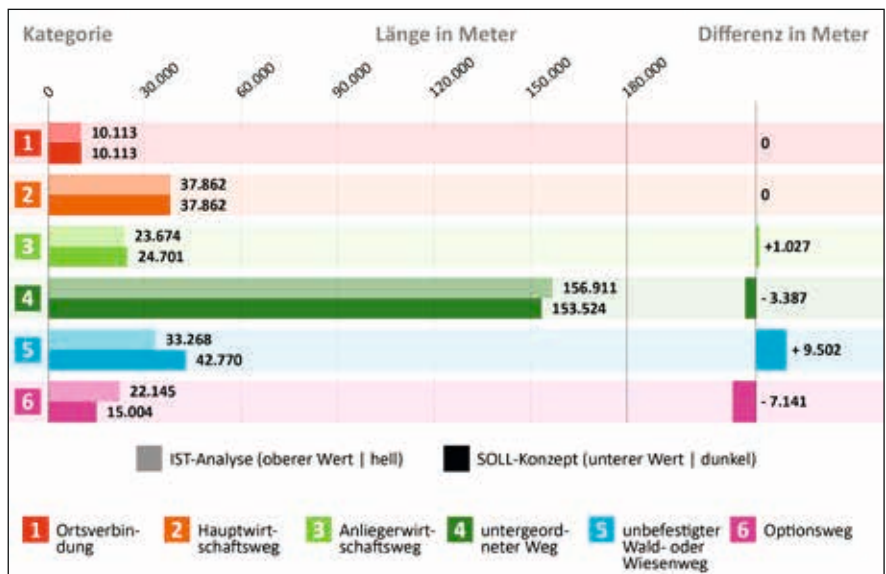 Kategorie Länge in Meter Differenz in Meter
0 30.000 60.000 90.000 120.000 150.000 180.000
1 10.113 0
10.113
2 37.862 0
37.862
3 23.674 +1.027
24.701
4 156.911 - 3.387
153.524
5 33.268 + 9.502
42.770
6 22.145 - 7.141
15.004
IST-Analyse (oberer Wert | hell) SOLL-Konzept (unterer Wert | dunkel)
1 Ortsverbin-
dung
2 Hauptwirt-
schaftsweg
3 Anliegerwirt-
schaftsweg
4 untergeord-
neter Weg
5 unbefestigter
Wald- oder
Wiesenweg
6 Optionsweg